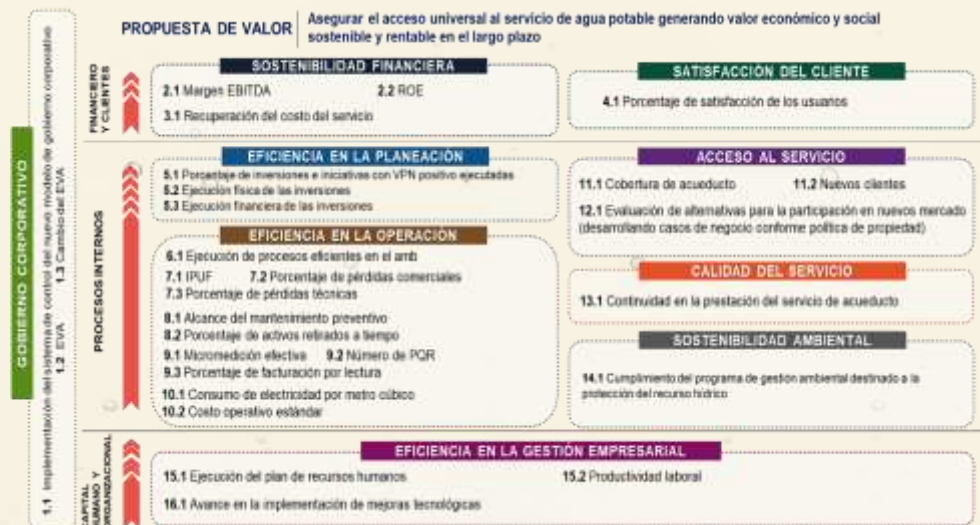 PROPUESTA DE VALOR
Asegurar el acceso universal al servicio de agua potable generando valor económico y social
sostenible y rentable en el largo plazo
GOBIERNO CORPORATIVO
1.1 Implementación del sistema de control del nuevo modelo de gobierno corporativo
1.2 EVA 1.3 Cambio del EVA
FINANCIERO
Y CLIENTES
SOSTENIBILIDAD FINANCIERA
2.1 Margen EBITDA 2.2 ROE
3.1 Recuperación del costo del servicio
SATISFACCIÓN DEL CLIENTE
4.1 Porcentaje de satisfacción de los usuarios
PROCESOS INTERNOS
EFICIENCIA EN LA PLANEACIÓN
5.1 Porcentaje de inversiones e iniciativas con VPN positivo ejecutadas
5.2 Ejecución física de las inversiones
5.3 Ejecución financiera de las inversiones
EFICIENCIA EN LA OPERACIÓN
6.1 Ejecución de procesos eficientes en el amb
7.1 IPUF 7.2 Porcentaje de pérdidas comerciales
7.3 Porcentaje de pérdidas técnicas
8.1 Alcance del mantenimiento preventivo
8.2 Porcentaje de activos retirados a tiempo
9.1 Micromedición efectiva 9.2 Número de PQR
9.3 Porcentaje de facturación por lectura
10.1 Consumo de electricidad por metro cúbico
10.2 Costo operativo estándar
ACCESO AL SERVICIO
11.1 Cobertura de acueducto 11.2 Nuevos clientes
12.1 Evaluación de alternativas para la participación en nuevos mercado
(desarrollando casos de negocio conforme política de propiedad)
CALIDAD DEL SERVICIO
13.1 Continuidad en la prestación del servicio de acueducto
SOSTENIBILIDAD AMBIENTAL
14.1 Cumplimiento del programa de gestión ambiental destinado a la
protección del recurso hídrico
CAPITAL
HUMANO Y
ORGANIZACIONAL
EFICIENCIA EN LA GESTIÓN EMPRESARIAL
15.1 Ejecución del plan de recursos humanos 15.2 Productividad laboral
16.1 Avance en la implementación de mejoras tecnológicas